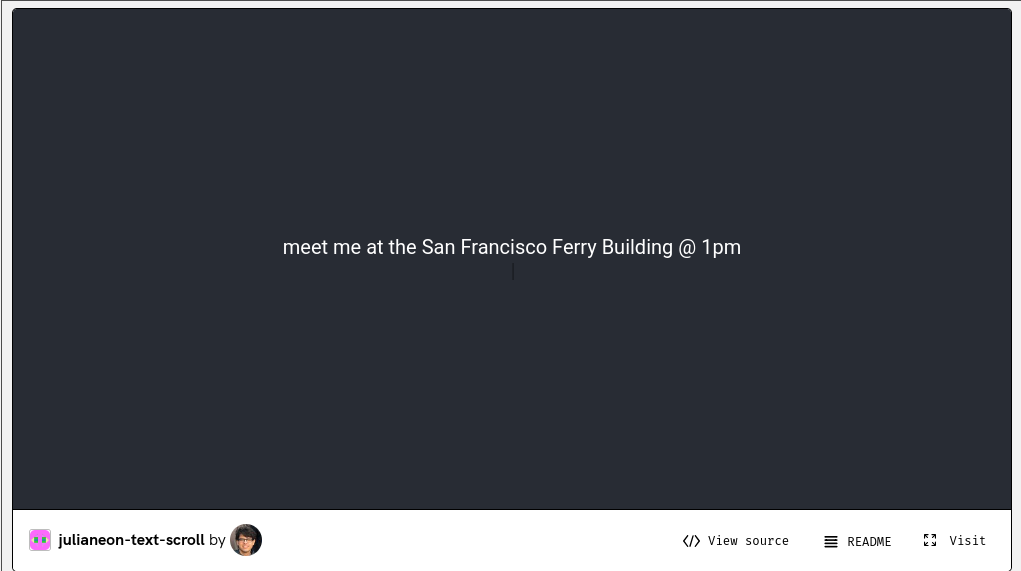 meet me at the San Francisco Ferry Building @ 1pm
julianeon-text-scroll by
</> View source
README
Visit